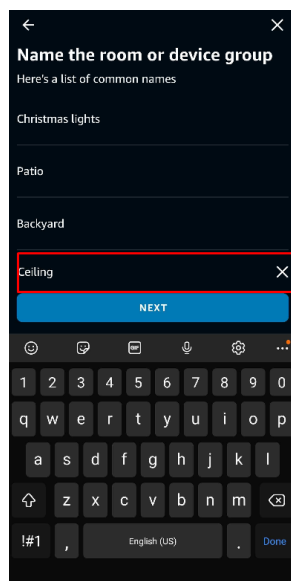 Name the room or device group
Here's a list of common names
Christmas lights
Patio
Backyard
Ceiling
NEXT
GIF
1 2 3 4 5 6 7 8 9 0
q w e r t y u i o p
a s d f g h j k l
z x c v b n m
!#1 , English (US) . Done